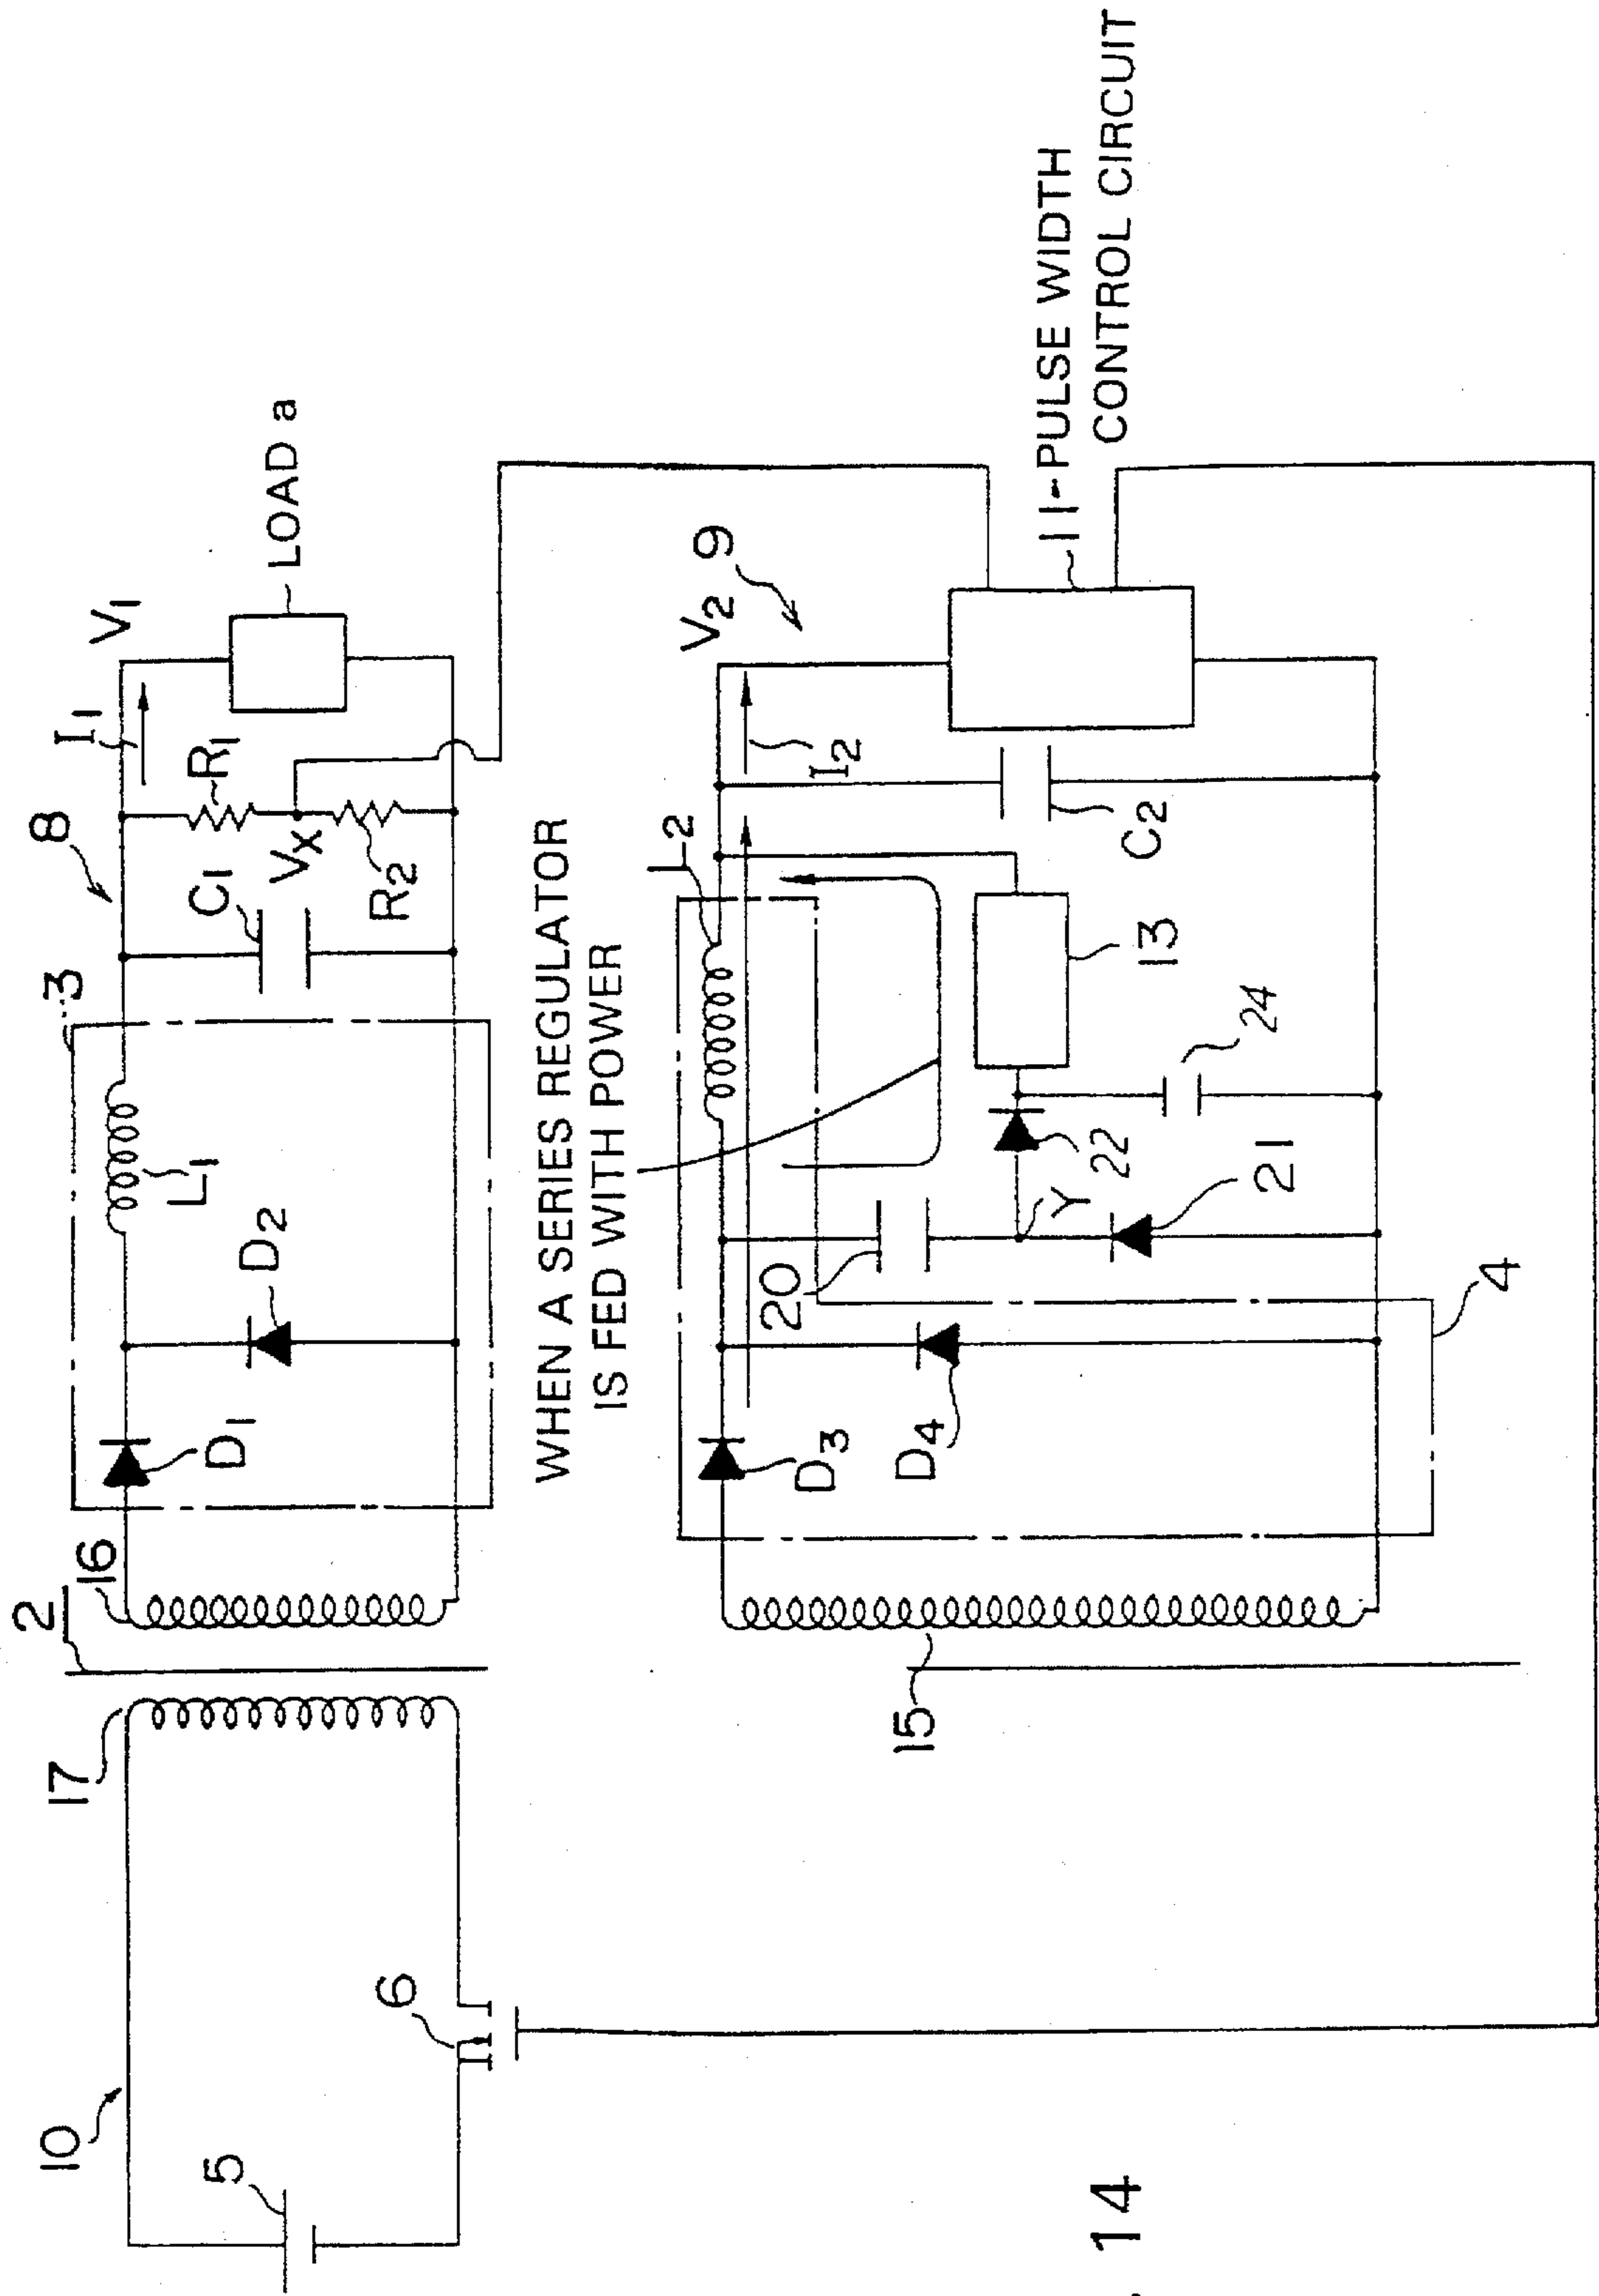 10
5
6
17
2
16
3
D1
D2
L1
8
C1
VX
R1
R2
I1
V1
LOAD a
WHEN A SERIES REGULATOR
IS FED WITH POWER
15
D3
D4
4
20
Y
21
22
24
13
L2
C2
I2
V2
9
11-PULSE WIDTH
CONTROL CIRCUIT
14